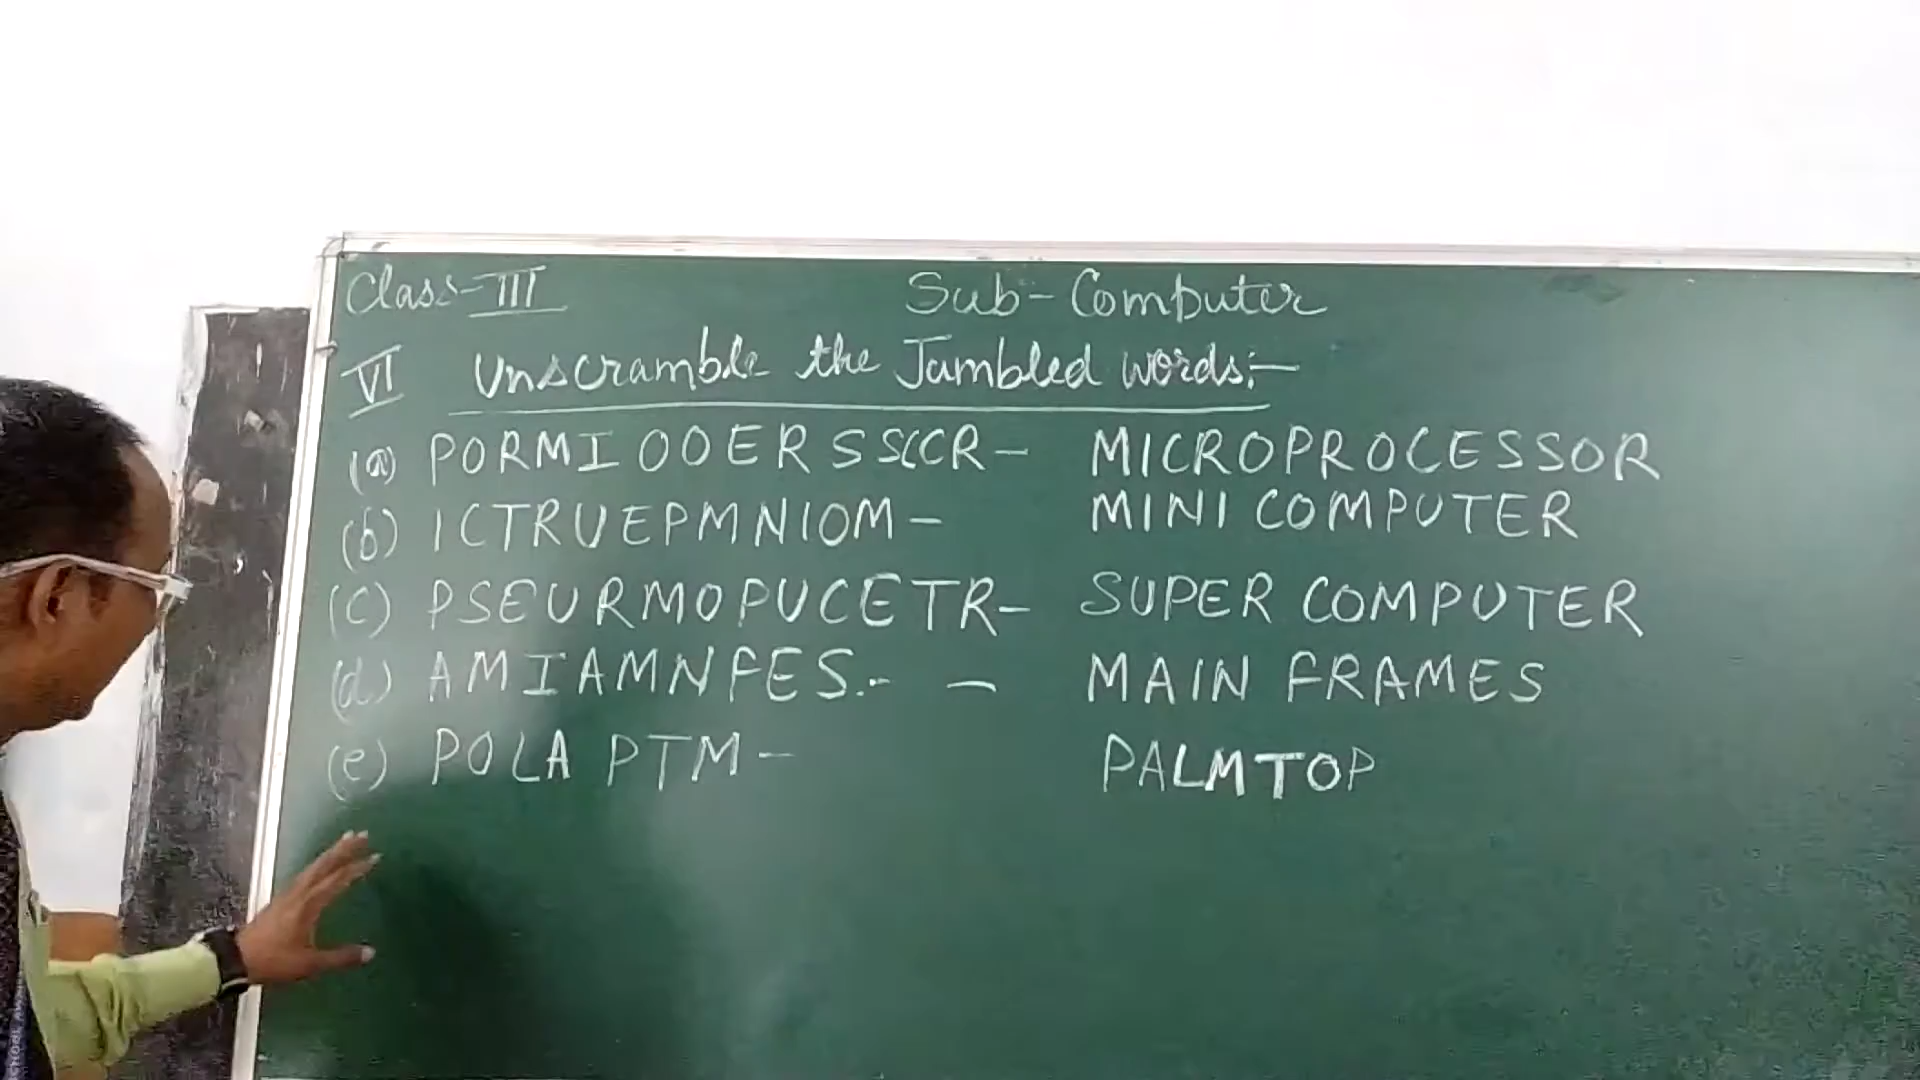 Class-III Sub-Computer
VI Unscramble the Jumbled words:-
(a) PORMIOOERSSCCR- MICROPROCESSOR
(b) ICTRUEPMNIOM- MINI COMPUTER
(c) PSEURMOPUCETR- SUPER COMPUTER
(d) AMIAMNFES.- - MAIN FRAMES
(e) POLA PTM- PALMTOP